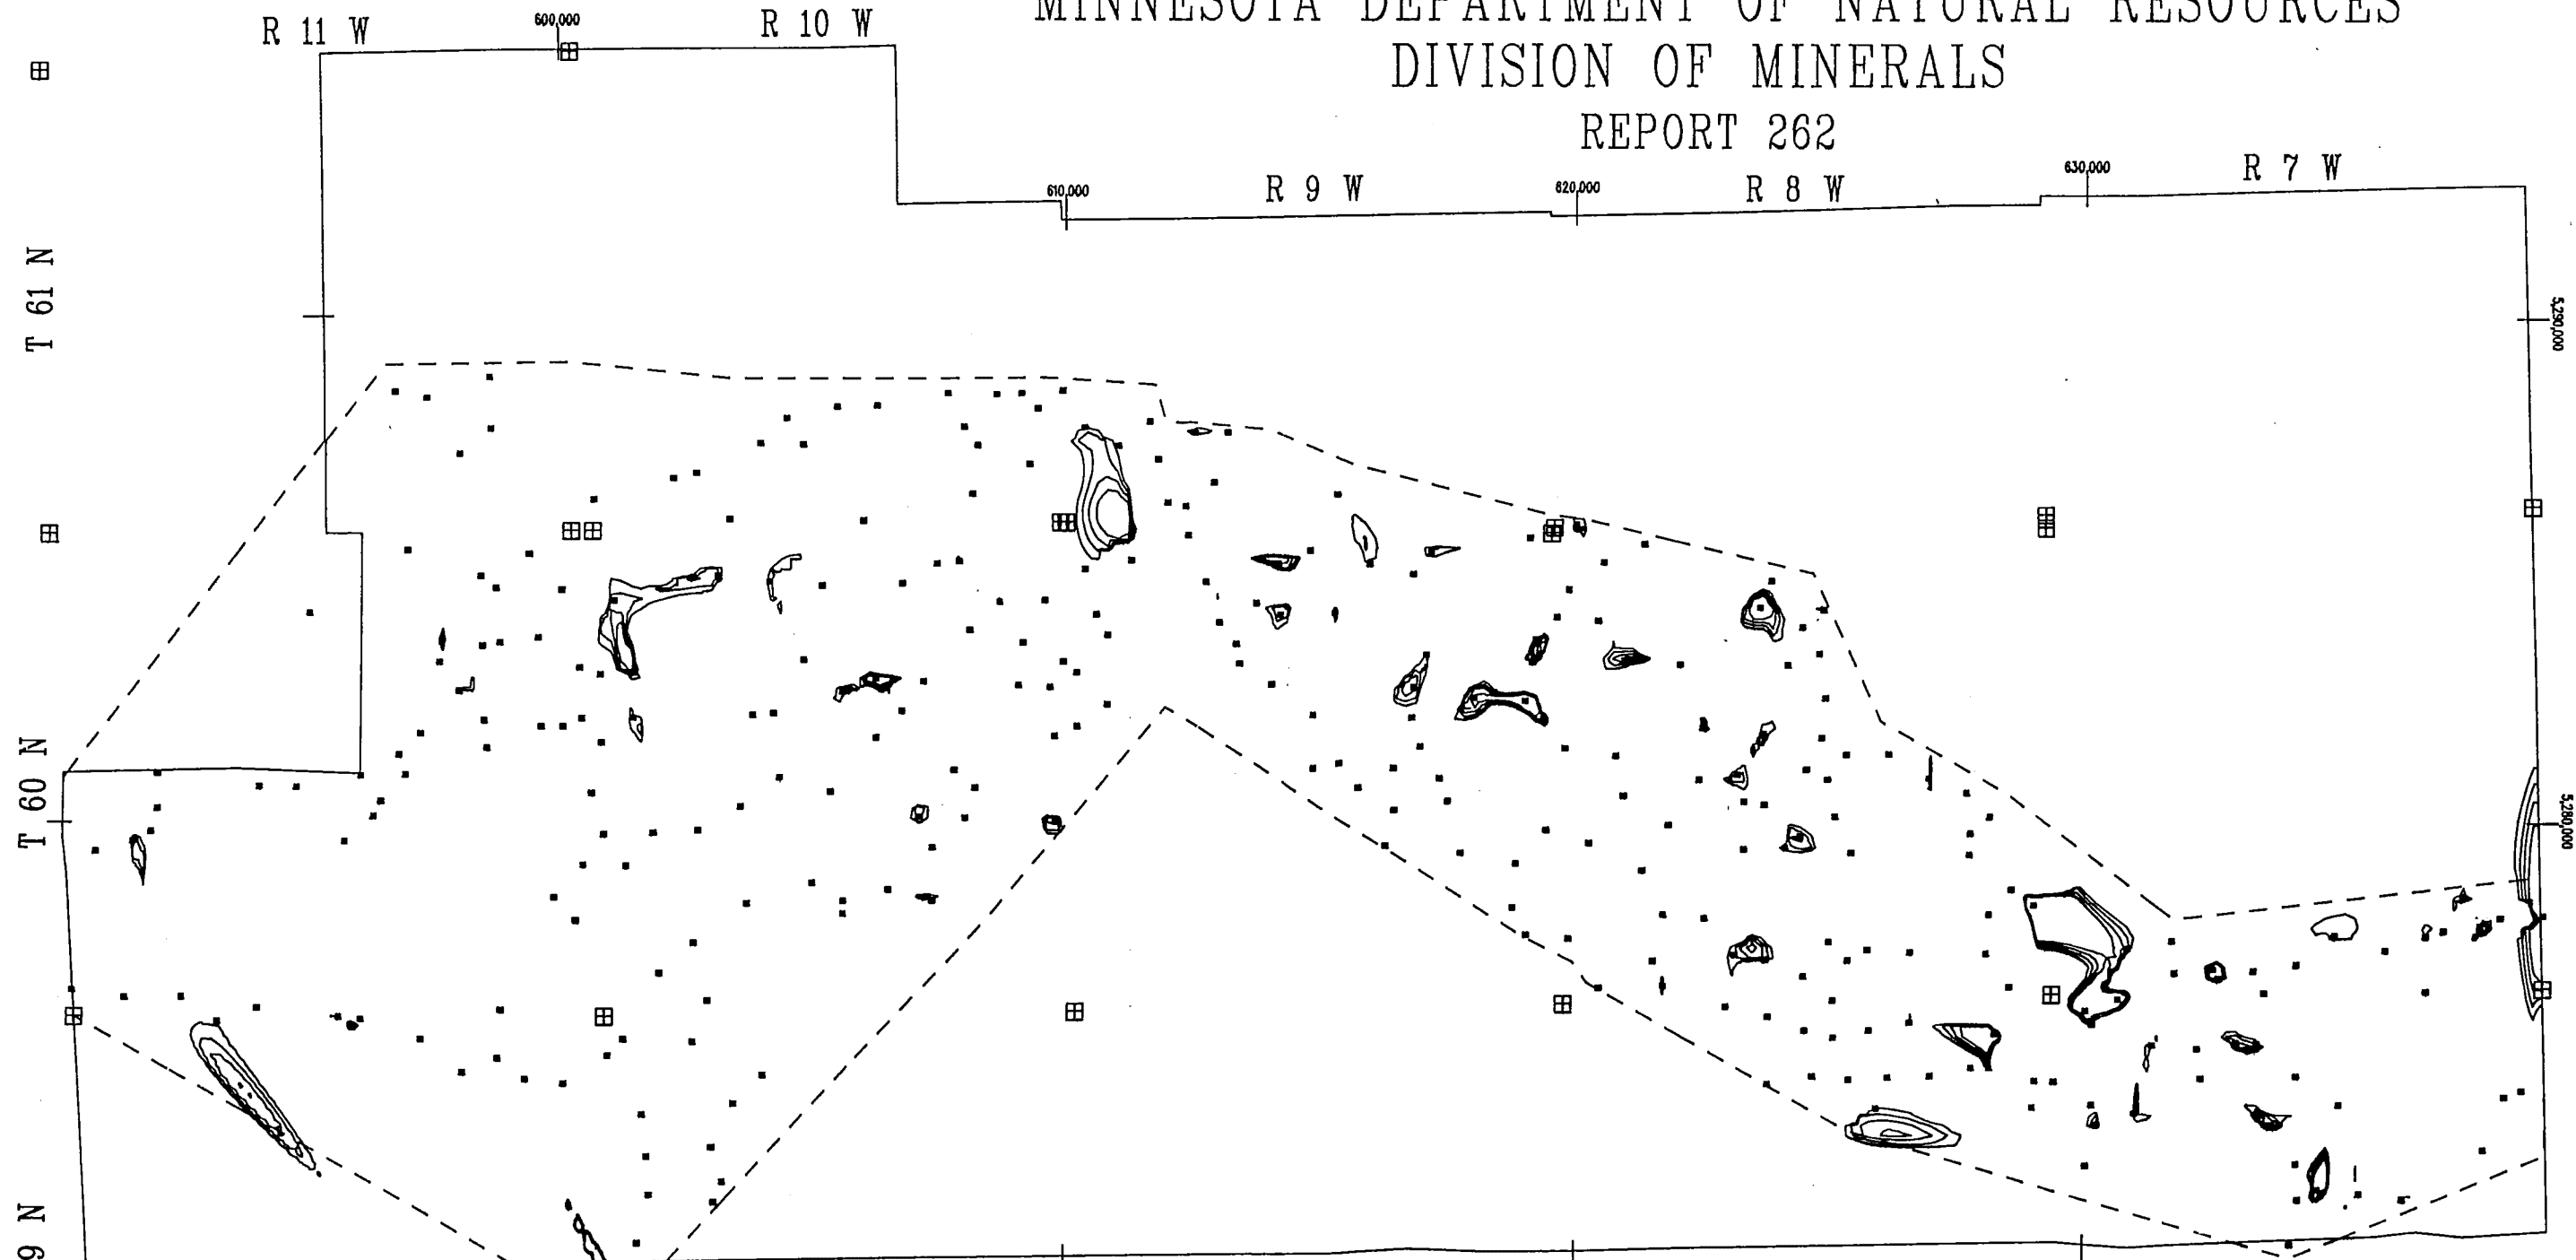 MINNESOTA DEPARTMENT OF NATURAL RESOURCES
DIVISION OF MINERALS
REPORT 262
R 11 W
600,000
R 10 W
610,000
R 9 W
620,000
R 8 W
630,000
R 7 W
T 61 N
5,290,000
T 60 N
5,280,000
9 N